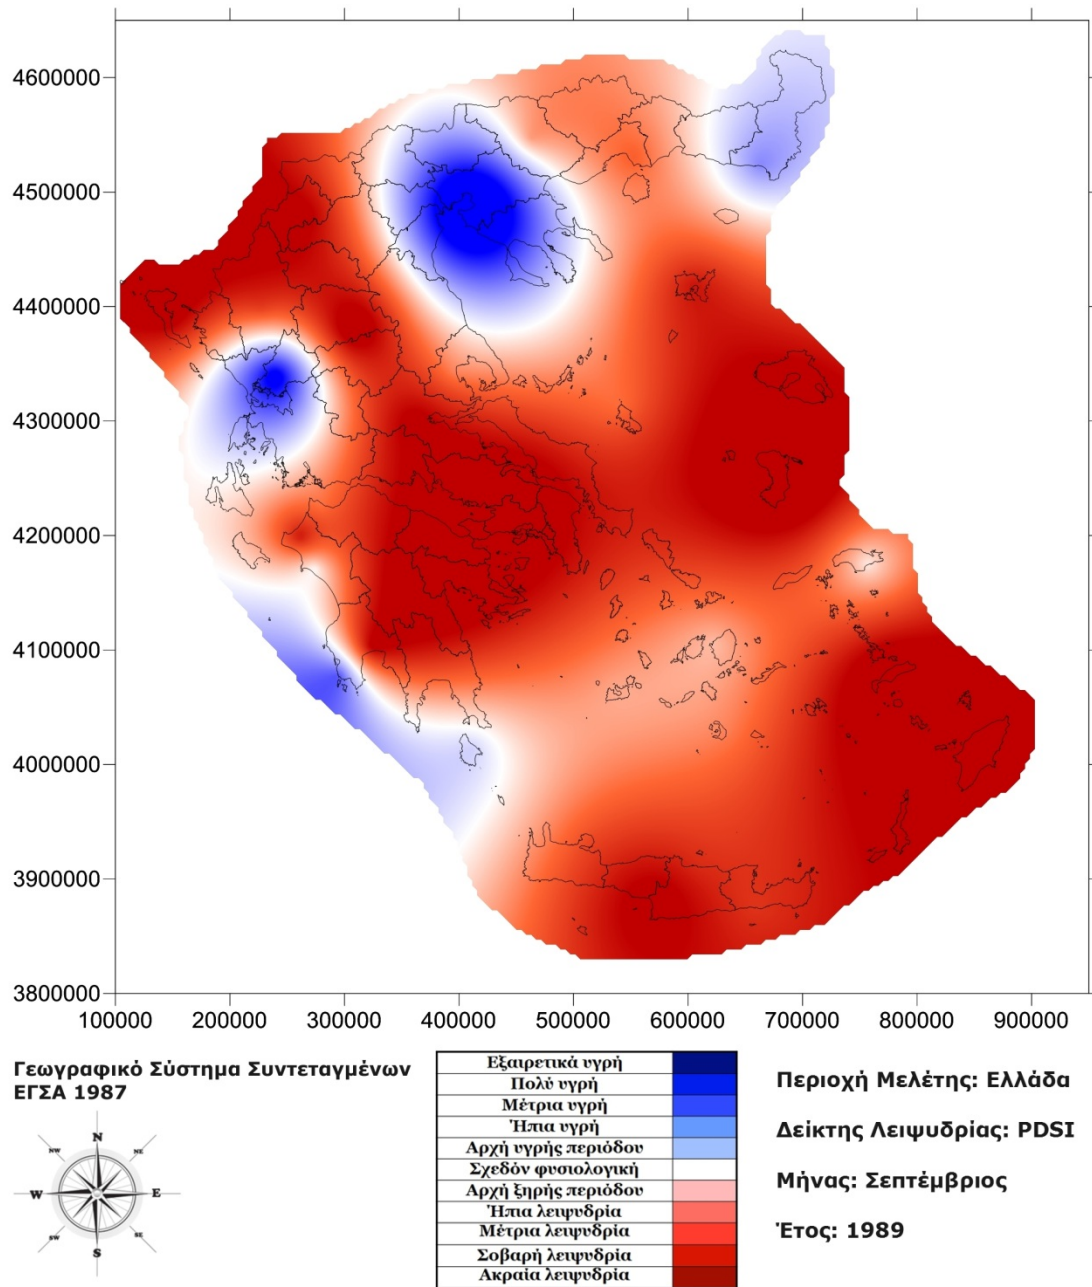 4600000
4500000
4400000
4300000
4200000
4100000
4000000
3900000
3800000
100000 200000 300000 400000 500000 600000 700000 800000 900000
Γεωγραφικό Σύστημα Συντεταγμένων
ΕΓΣΑ 1987
N
NE
E
SE
S
SW
W
NW
Εξαιρετικά υγρή
Πολύ υγρή
Μέτρια υγρή
Ήπια υγρή
Αρχή υγρής περιόδου
Σχεδόν φυσιολογική
Αρχή ξηρής περιόδου
Ήπια λειψυδρία
Μέτρια λειψυδρία
Σοβαρή λειψυδρία
Ακραία λειψυδρία
Περιοχή Μελέτης: Ελλάδα
Δείκτης Λειψυδρίας: PDSI
Μήνας: Σεπτέμβριος
Έτος: 1989